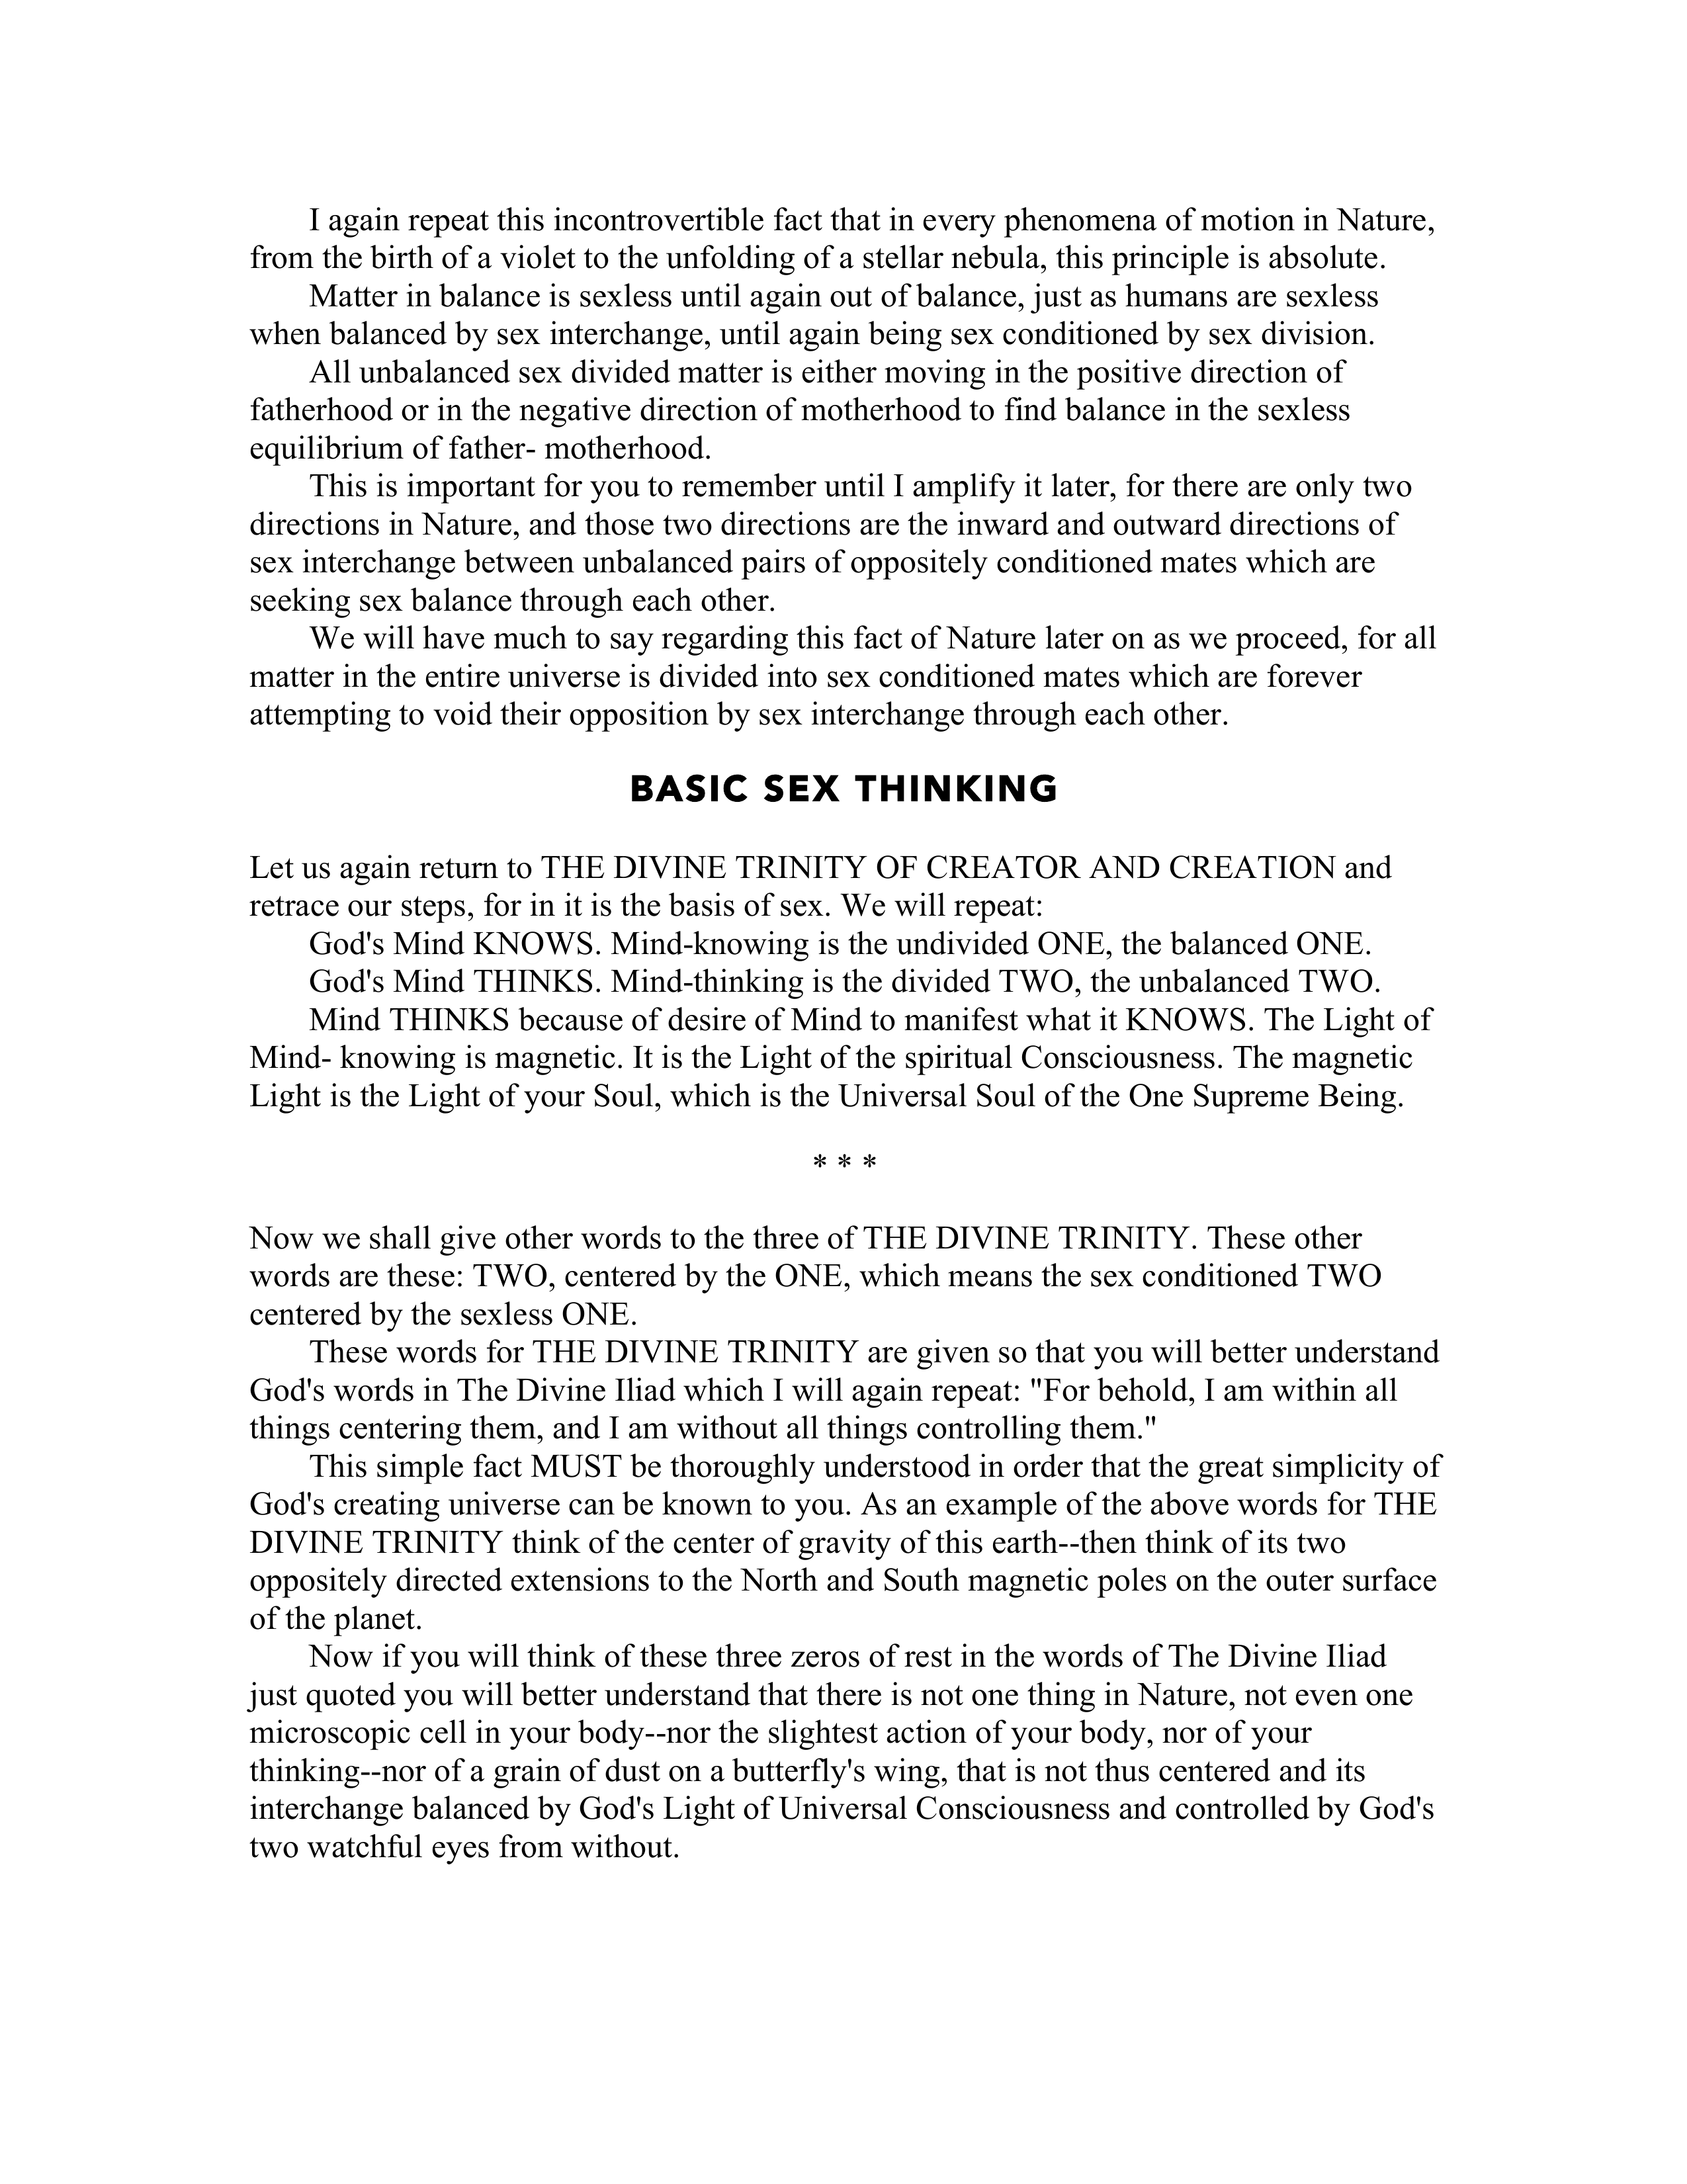 I again repeat this incontrovertible fact that in every phenomena of motion in Nature,
from the birth of a violet to the unfolding of a stellar nebula, this principle is absolute.
Matter in balance is sexless until again out of balance, just as humans are sexless
when balanced by sex interchange, until again being sex conditioned by sex division.
All unbalanced sex divided matter is either moving in the positive direction of
fatherhood or in the negative direction of motherhood to find balance in the sexless
equilibrium of father- motherhood.
This is important for you to remember until I amplify it later, for there are only two
directions in Nature, and those two directions are the inward and outward directions of
sex interchange between unbalanced pairs of oppositely conditioned mates which are
seeking sex balance through each other.
We will have much to say regarding this fact of Nature later on as we proceed, for all
matter in the entire universe is divided into sex conditioned mates which are forever
attempting to void their opposition by sex interchange through each other.
BASIC SEX THINKING
Let us again return to THE DIVINE TRINITY OF CREATOR AND CREATION and
retrace our steps, for in it is the basis of sex. We will repeat:
God's Mind KNOWS. Mind-knowing is the undivided ONE, the balanced ONE.
God's Mind THINKS. Mind-thinking is the divided TWO, the unbalanced TWO.
Mind THINKS because of desire of Mind to manifest what it KNOWS. The Light of
Mind- knowing is magnetic. It is the Light of the spiritual Consciousness. The magnetic
Light is the Light of your Soul, which is the Universal Soul of the One Supreme Being.
* * *
Now we shall give other words to the three of THE DIVINE TRINITY. These other
words are these: TWO, centered by the ONE, which means the sex conditioned TWO
centered by the sexless ONE.
These words for THE DIVINE TRINITY are given so that you will better understand
God's words in The Divine Iliad which I will again repeat: "For behold, I am within all
things centering them, and I am without all things controlling them."
This simple fact MUST be thoroughly understood in order that the great simplicity of
God's creating universe can be known to you. As an example of the above words for THE
DIVINE TRINITY think of the center of gravity of this earth--then think of its two
oppositely directed extensions to the North and South magnetic poles on the outer surface
of the planet.
Now if you will think of these three zeros of rest in the words of The Divine Iliad
just quoted you will better understand that there is not one thing in Nature, not even one
microscopic cell in your body--nor the slightest action of your body, nor of your
thinking--nor of a grain of dust on a butterfly's wing, that is not thus centered and its
interchange balanced by God's Light of Universal Consciousness and controlled by God's
two watchful eyes from without.